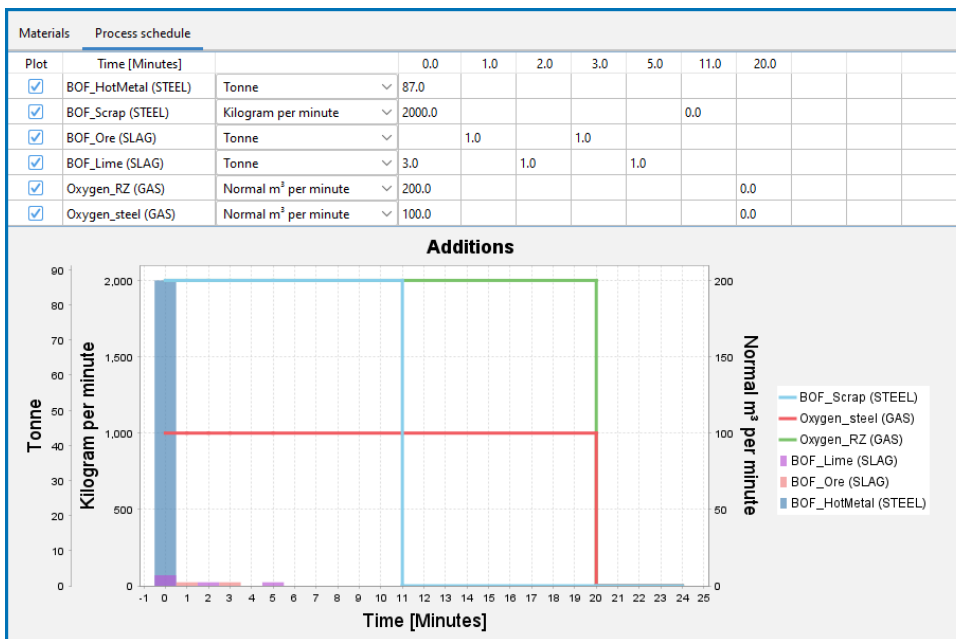 Materials Process schedule
Plot Time [Minutes] 0.0 1.0 2.0 3.0 5.0 11.0 20.0
BOF_HotMetal (STEEL) Tonne 87.0
BOF_Scrap (STEEL) Kilogram per minute 2000.0 0.0
BOF_Ore (SLAG) Tonne 1.0 1.0
BOF_Lime (SLAG) Tonne 3.0 1.0 1.0
Oxygen_RZ (GAS) Normal m³ per minute 200.0 0.0
Oxygen_steel (GAS) Normal m³ per minute 100.0 0.0
Additions
Tonne
90
80
70
60
50
40
30
20
10
0
Kilogram per minute
2,000
1,500
1,000
500
0
200
150
100
50
0
Normal m³ per minute
BOF_Scrap (STEEL)
Oxygen_steel (GAS)
Oxygen_RZ (GAS)
BOF_Lime (SLAG)
BOF_Ore (SLAG)
BOF_HotMetal (STEEL)
-1 0 1 2 3 4 5 6 7 8 9 10 11 12 13 14 15 16 17 18 19 20 21 22 23 24 25
Time [Minutes]